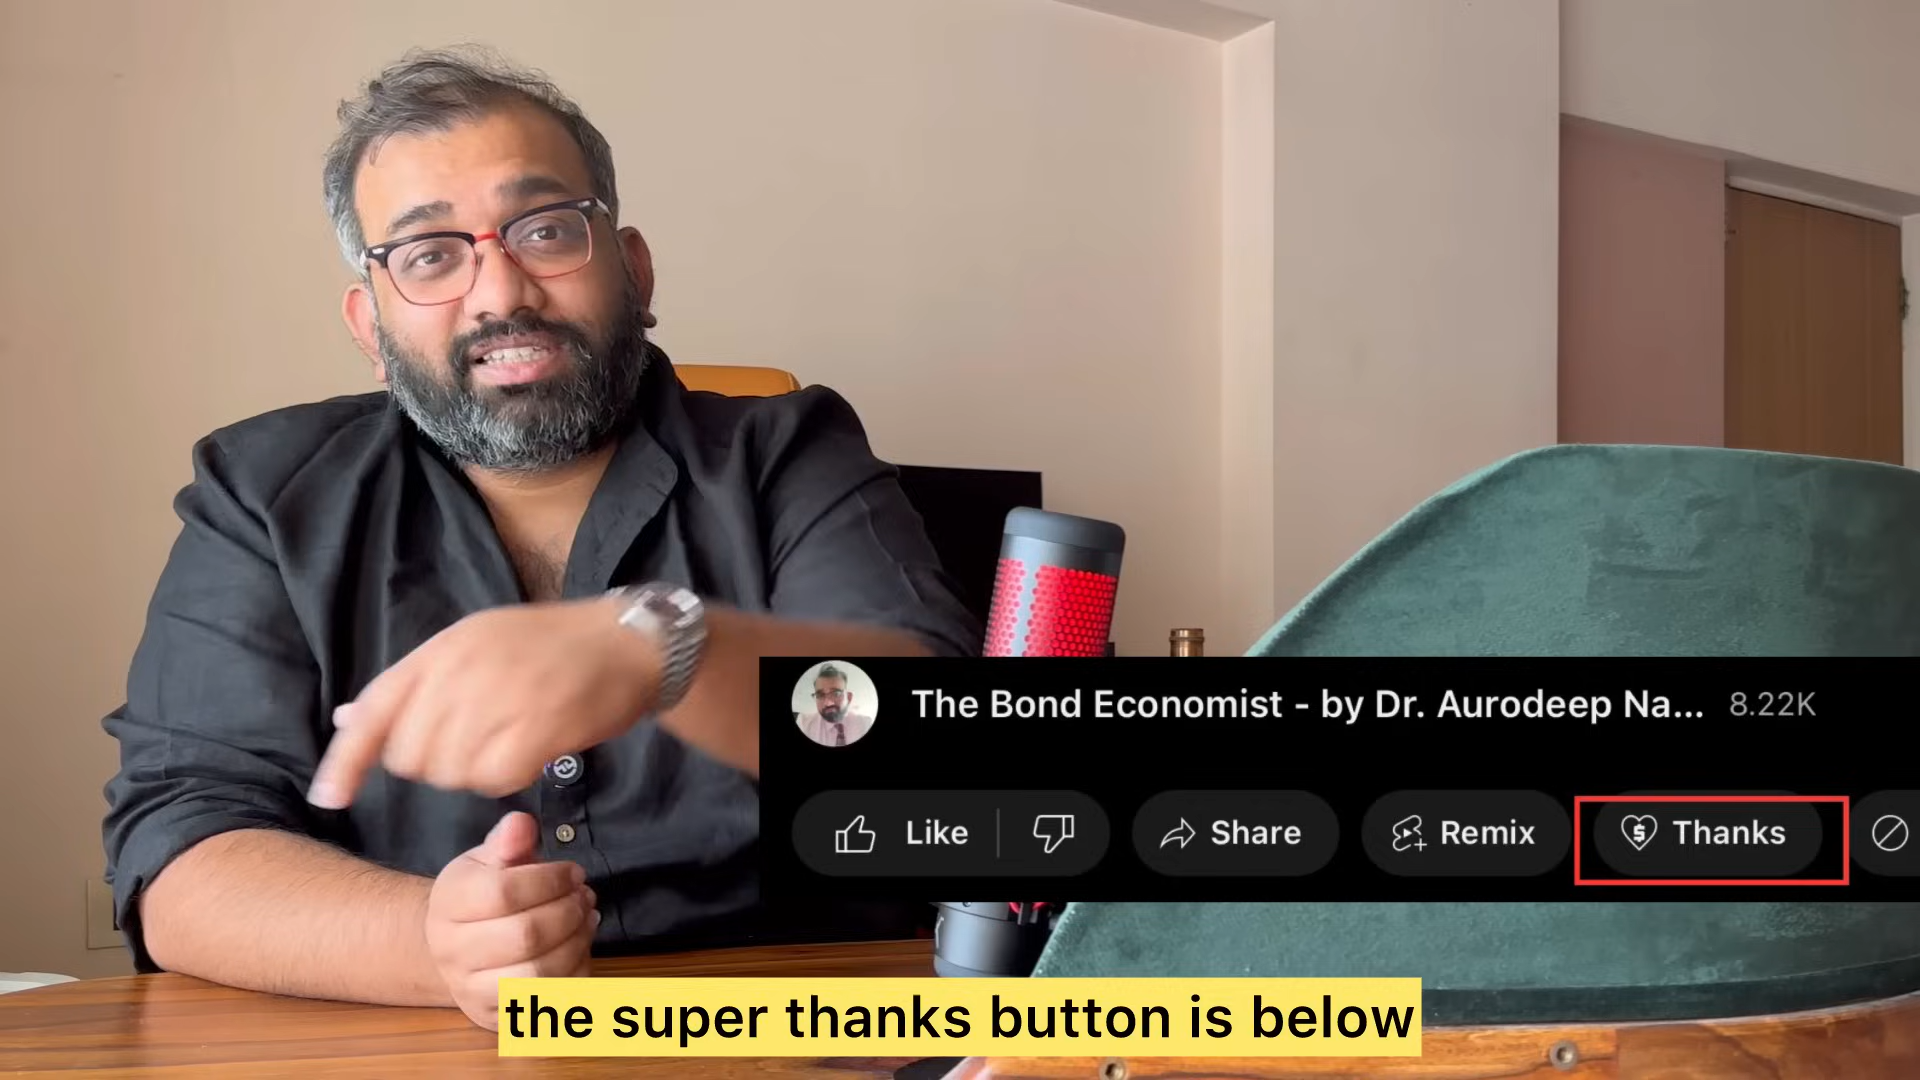 The Bond Economist - by Dr. Aurodeep Na... 8.22K
Like Share Remix Thanks
the super thanks button is below